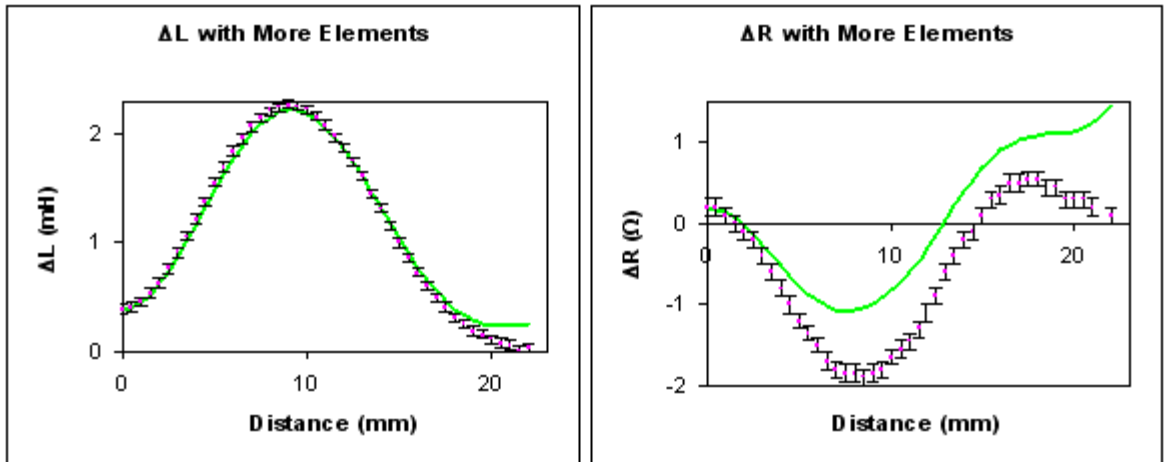 ΔL with More Elements
ΔL (mH)
2
1
0
0 10 20
Distance (mm)
ΔR with More Elements
ΔR (Ω)
1
0
-1
-2
0 10 20
Distance (mm)